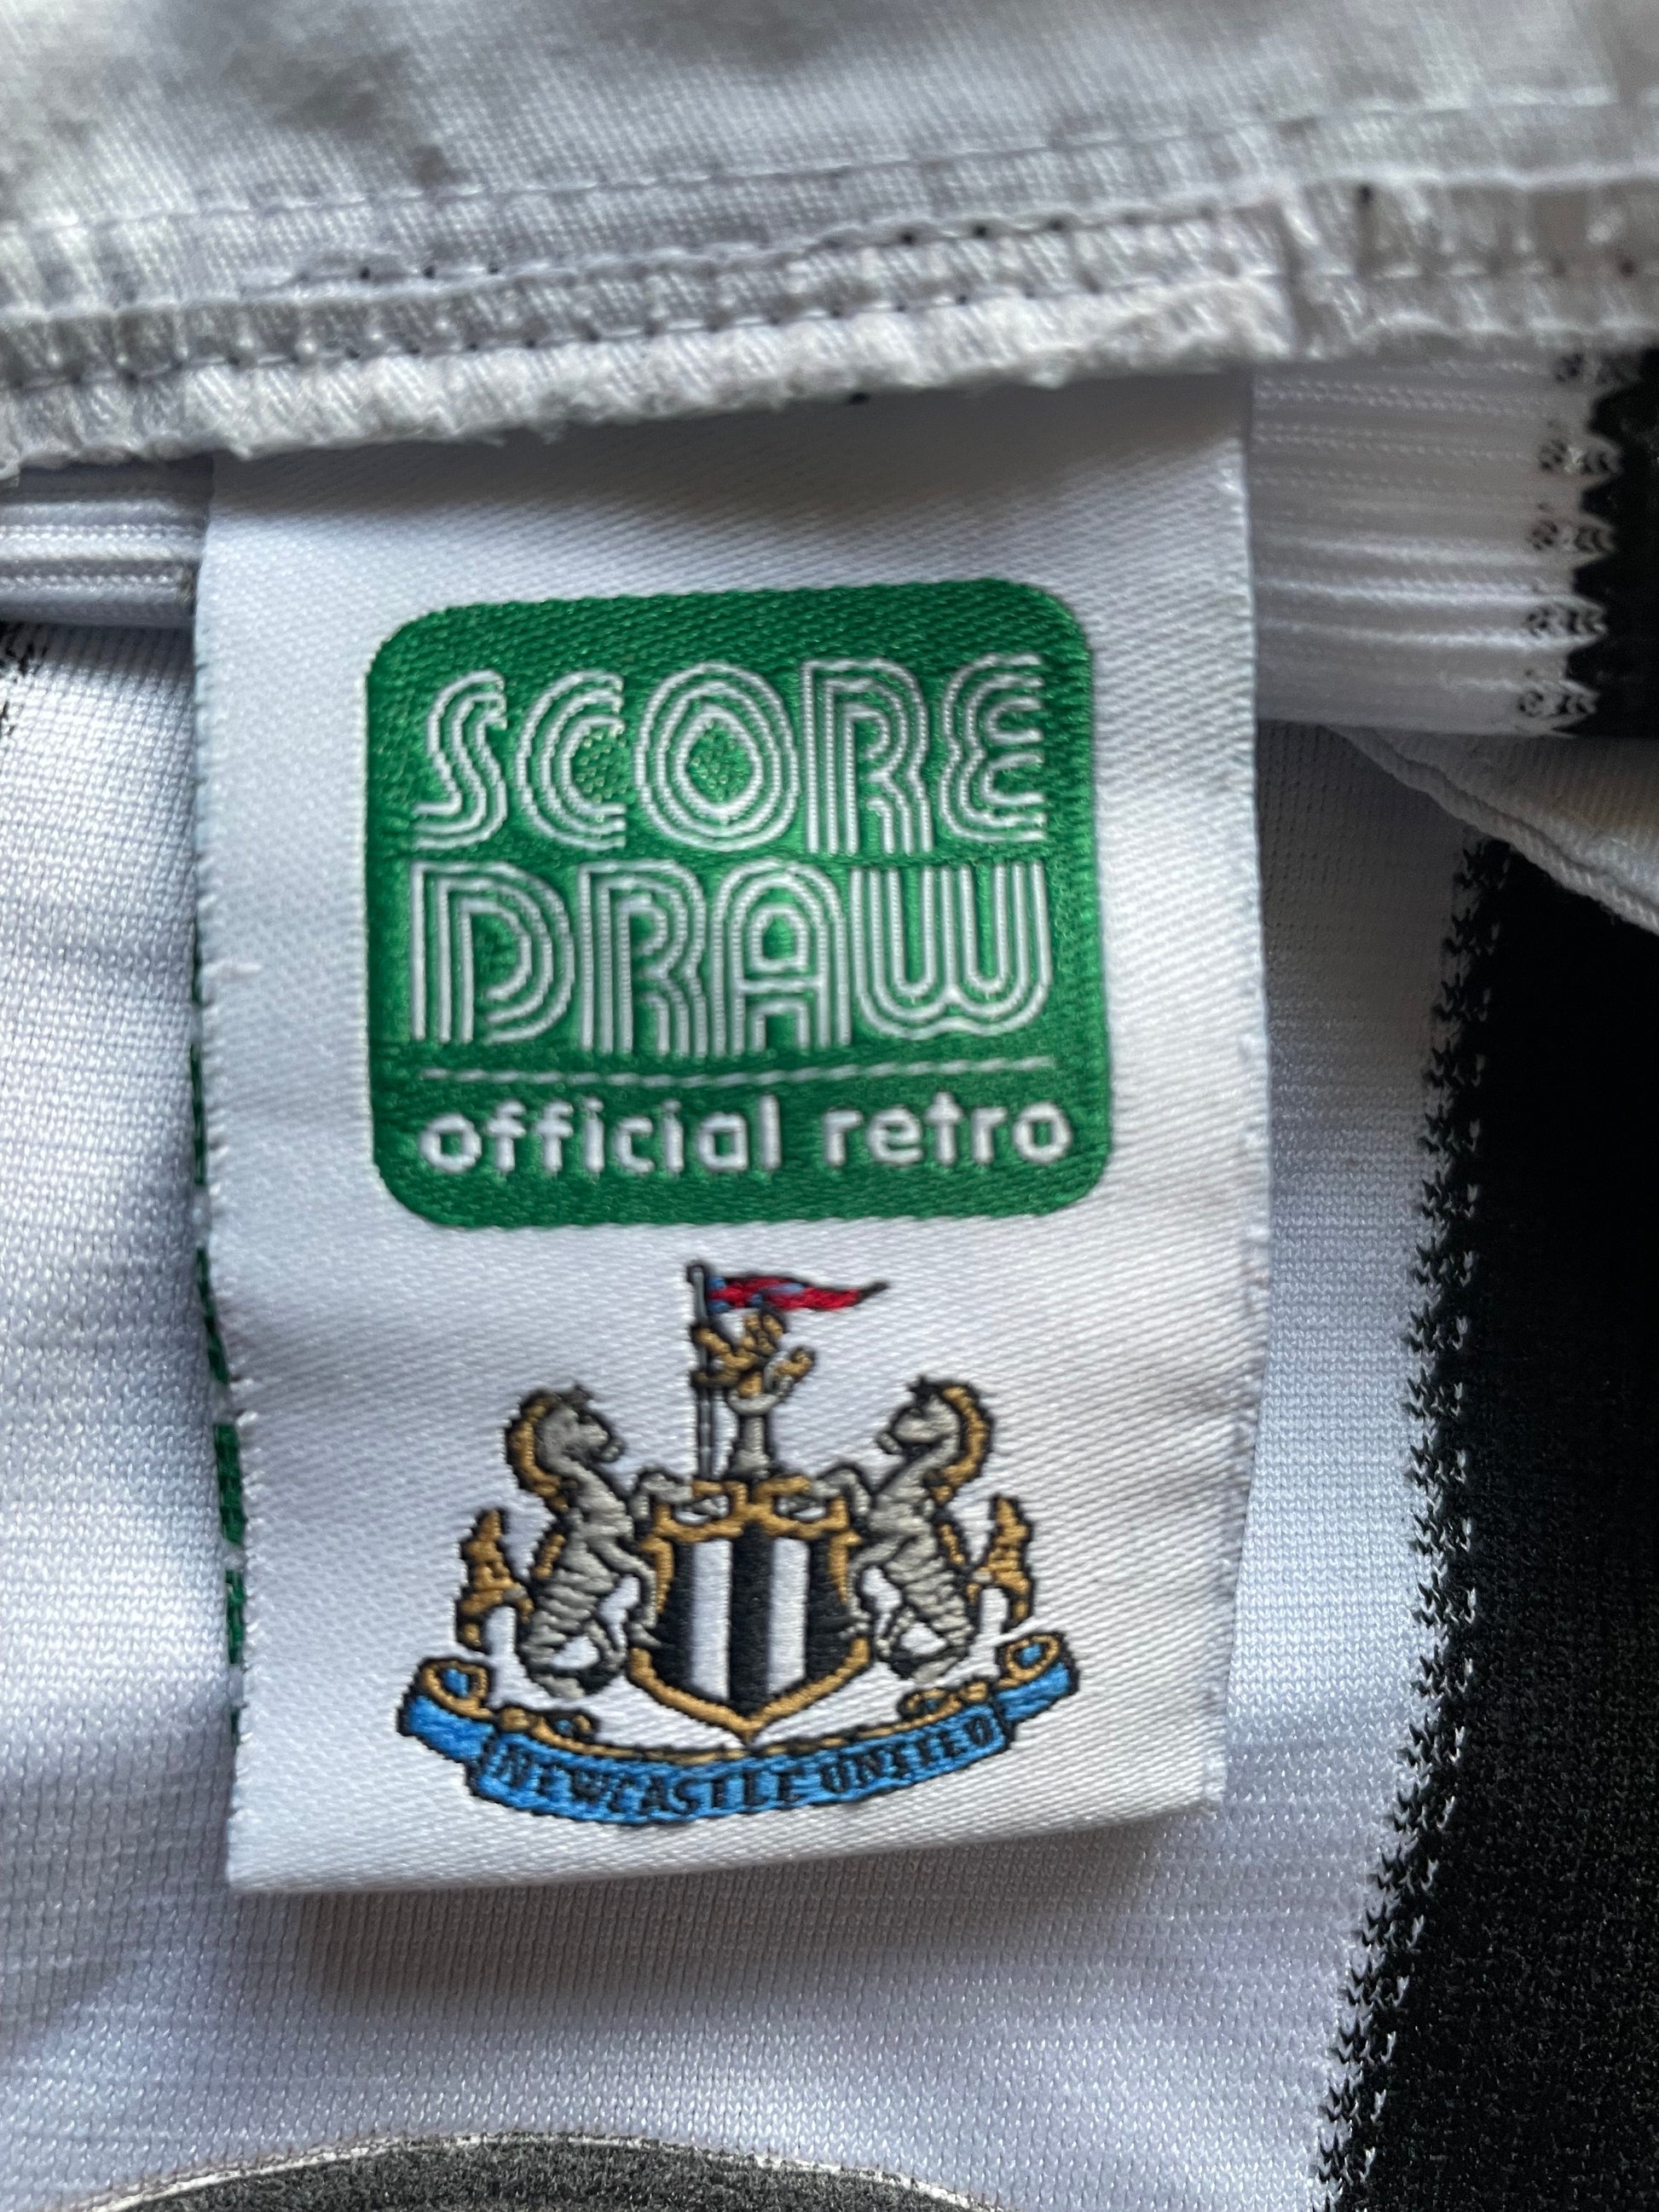 SCORE
DRAW
official retro
NEWCASTLE UNITED